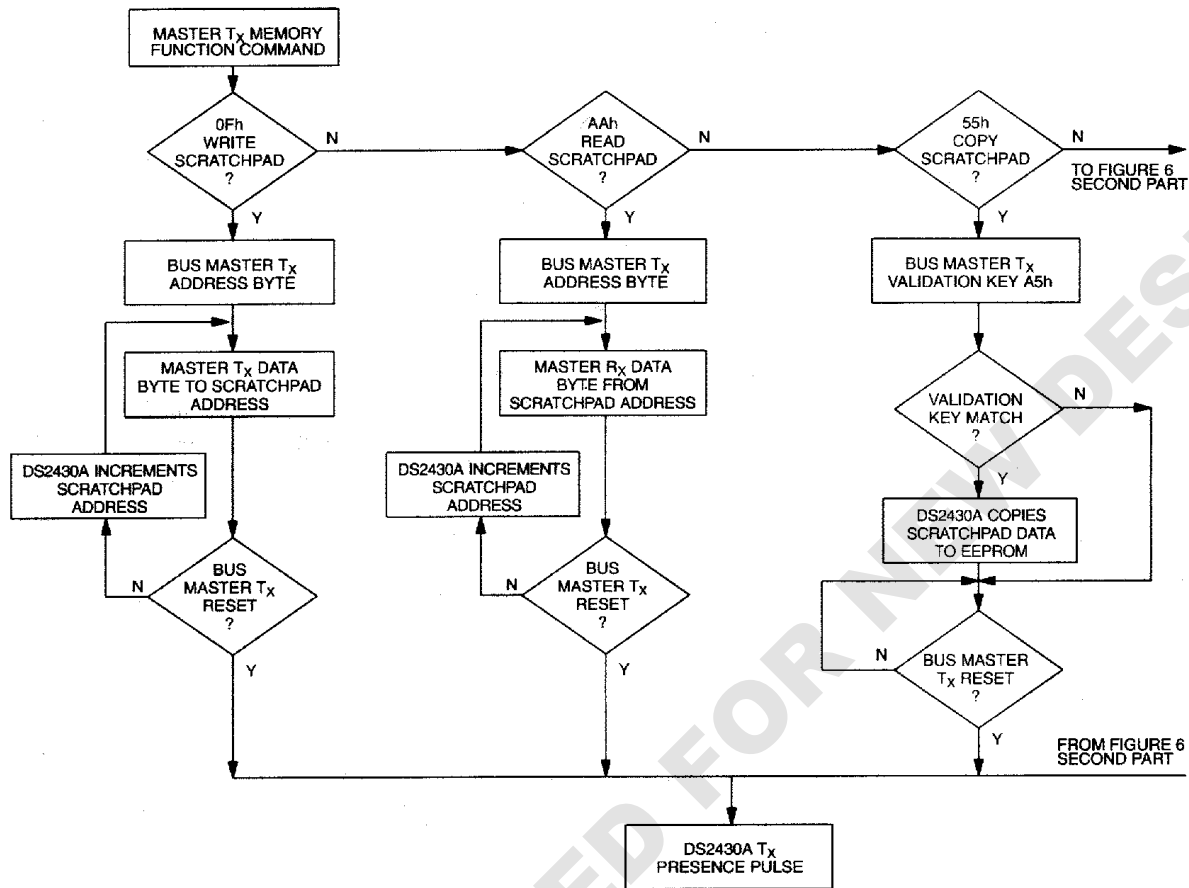 MASTER TX MEMORY
FUNCTION COMMAND
0Fh
WRITE
SCRATCHPAD
?
N
Y
AAh
READ
SCRATCHPAD
?
N
Y
55h
COPY
SCRATCHPAD
?
N
Y
TO FIGURE 6
SECOND PART
BUS MASTER TX
ADDRESS BYTE
BUS MASTER TX
ADDRESS BYTE
BUS MASTER TX
VALIDATION KEY A5h
MASTER TX DATA
BYTE TO SCRATCHPAD
ADDRESS
MASTER RX DATA
BYTE FROM
SCRATCHPAD ADDRESS
VALIDATION
KEY MATCH
?
N
Y
DS2430A INCREMENTS
SCRATCHPAD
ADDRESS
DS2430A INCREMENTS
SCRATCHPAD
ADDRESS
DS2430A COPIES
SCRATCHPAD DATA
TO EEPROM
BUS
MASTER TX
RESET
?
N
Y
BUS
MASTER TX
RESET
?
N
Y
BUS MASTER
TX RESET
?
N
Y
FROM FIGURE 6
SECOND PART
DS2430A TX
PRESENCE PULSE
FOR NEW